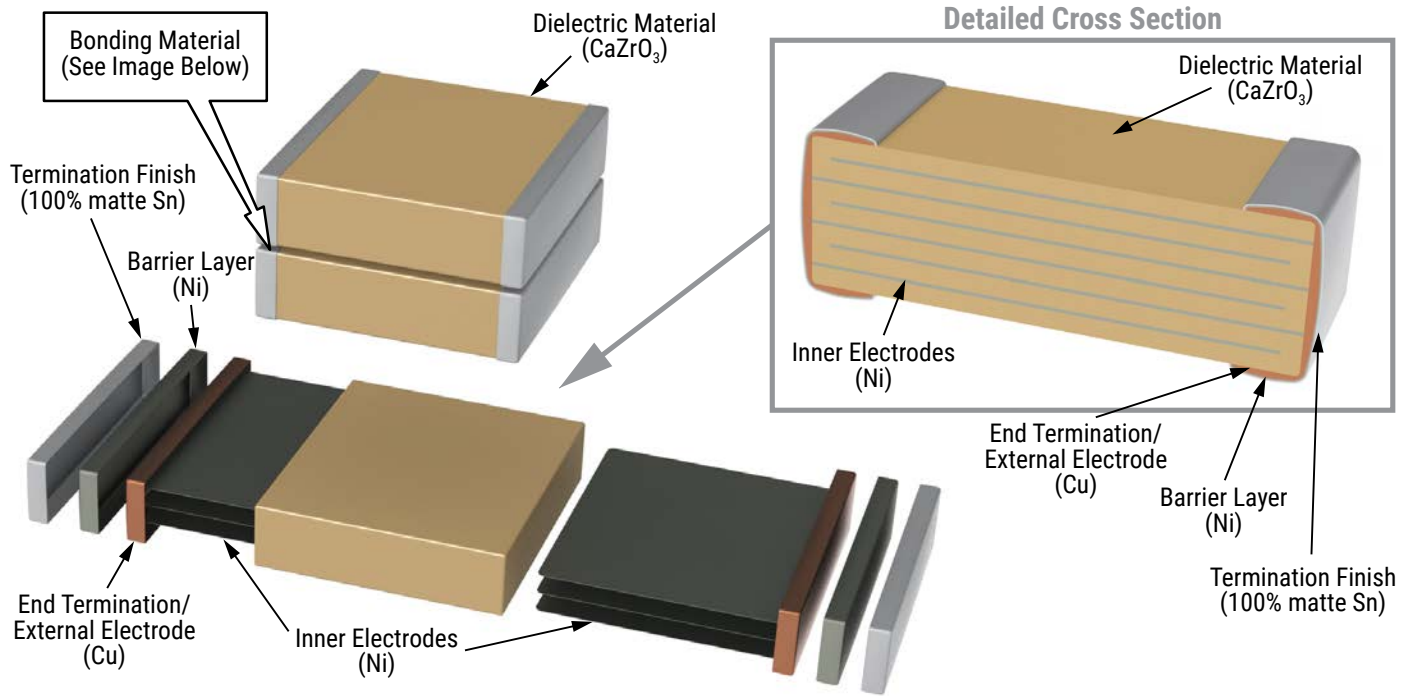 Detailed Cross Section
Bonding Material
(See Image Below)
Dielectric Material
(CaZrO₃)
Dielectric Material
(CaZrO₃)
Termination Finish
(100% matte Sn)
Barrier Layer
(Ni)
Inner Electrodes
(Ni)
End Termination/
External Electrode
(Cu)
Barrier Layer
(Ni)
Termination Finish
(100% matte Sn)
End Termination/
External Electrode
(Cu)
Inner Electrodes
(Ni)